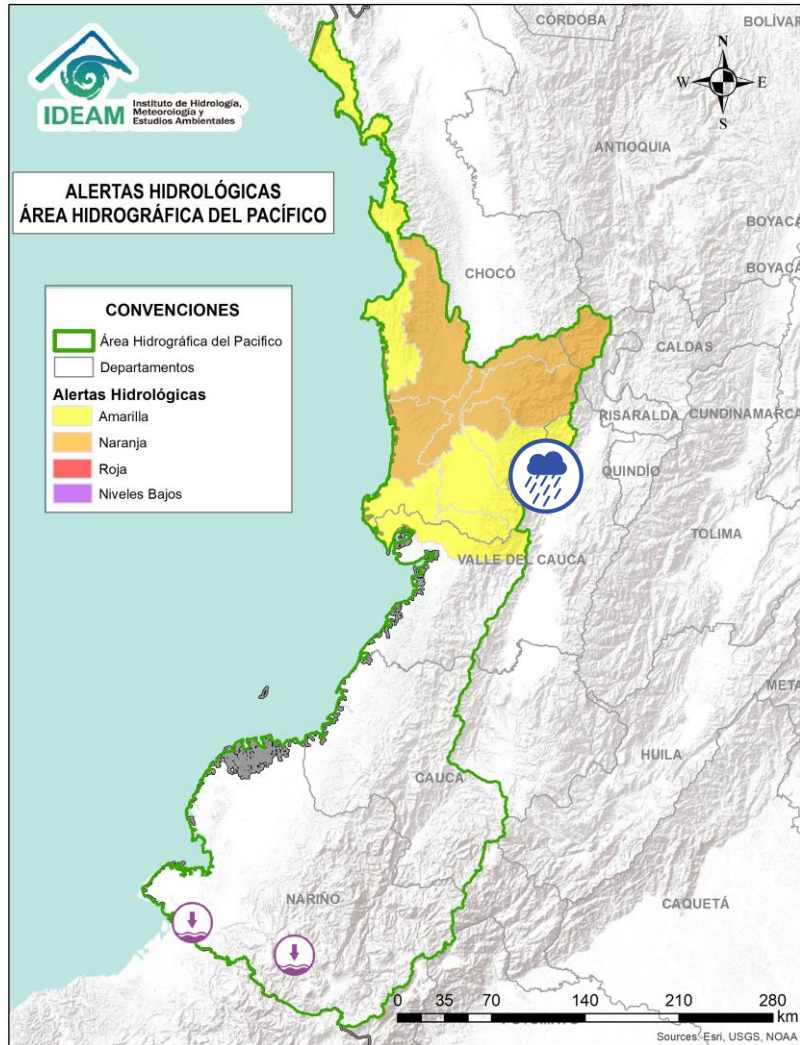 CÓRDOBA
BOLÍVAR
N
W
E
S
IDEAM
Instituto de Hidrología,
Meteorología y
Estudios Ambientales
ANTIOQUIA
ALERTAS HIDROLÓGICAS
ÁREA HIDROGRÁFICA DEL PACÍFICO
BOYACÁ
BOYACÁ
CHOCÓ
CONVENCIONES
Área Hidrográfica del Pacifico
Departamentos
Alertas Hidrológicas
Amarilla
Naranja
Roja
Niveles Bajos
CALDAS
RISARALDA
CUNDINAMARCA
QUINDÍO
TOLIMA
VALLE DEL CAUCA
META
HUILA
CAUCA
NARIÑO
CAQUETÁ
0 35 70 140 210 280
km
Sources: Esri, USGS, NOAA